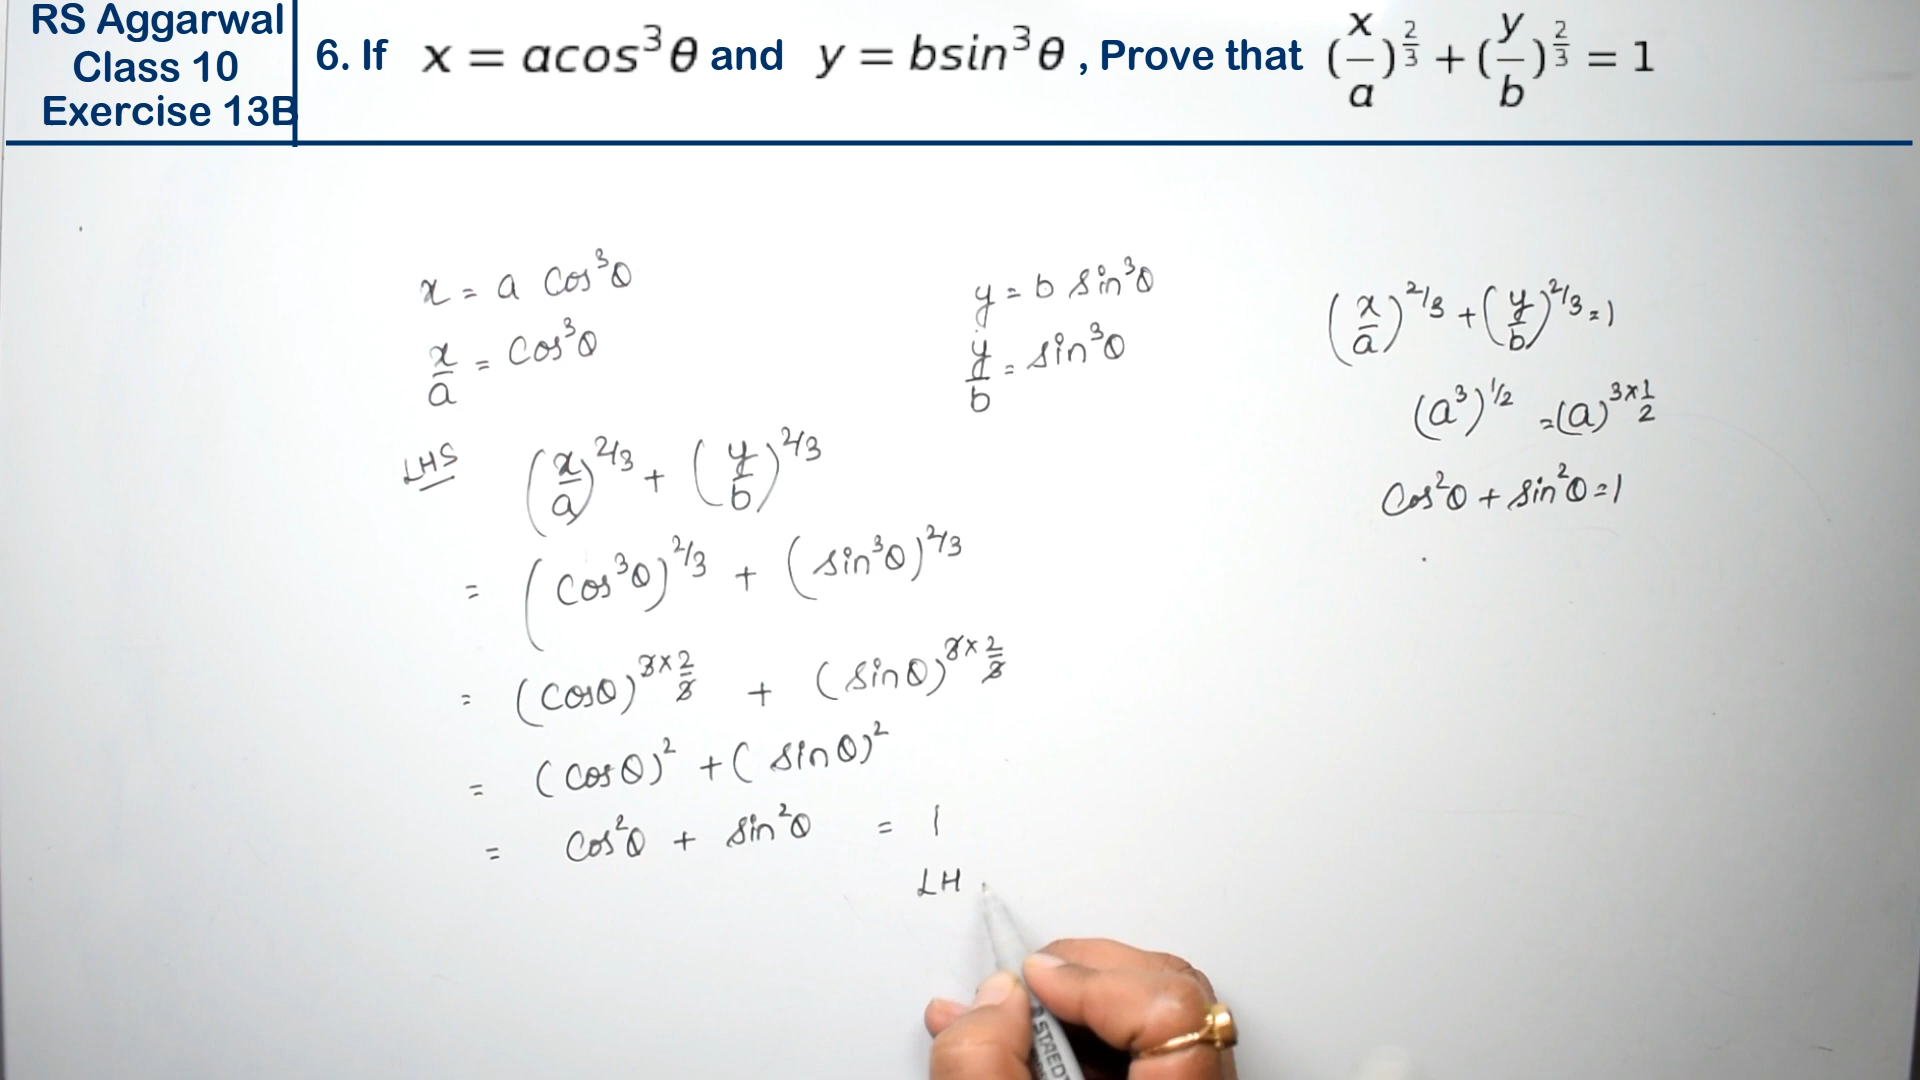 RS Aggarwal
Class 10
Exercise 13B
6. If x = acos³θ and y = bsin³θ , Prove that (x/a)^(2/3) + (y/b)^(2/3) = 1
x = a Cos³θ
x/a = Cos³θ
y = b sin³θ
y/b = sin³θ
(x/a)^(2/3) + (y/b)^(2/3) = 1
(a³)^(1/2) = (a)^(3×1/2)
Cos²θ + sin²θ = 1
LHS (x/a)^(2/3) + (y/b)^(2/3)
= (Cos³θ)^(2/3) + (sin³θ)^(2/3)
= (Cosθ)^(3×2/3) + (sinθ)^(3×2/3)
= (Cosθ)² + (sinθ)²
= Cos²θ + sin²θ = 1
LH
STAEDT